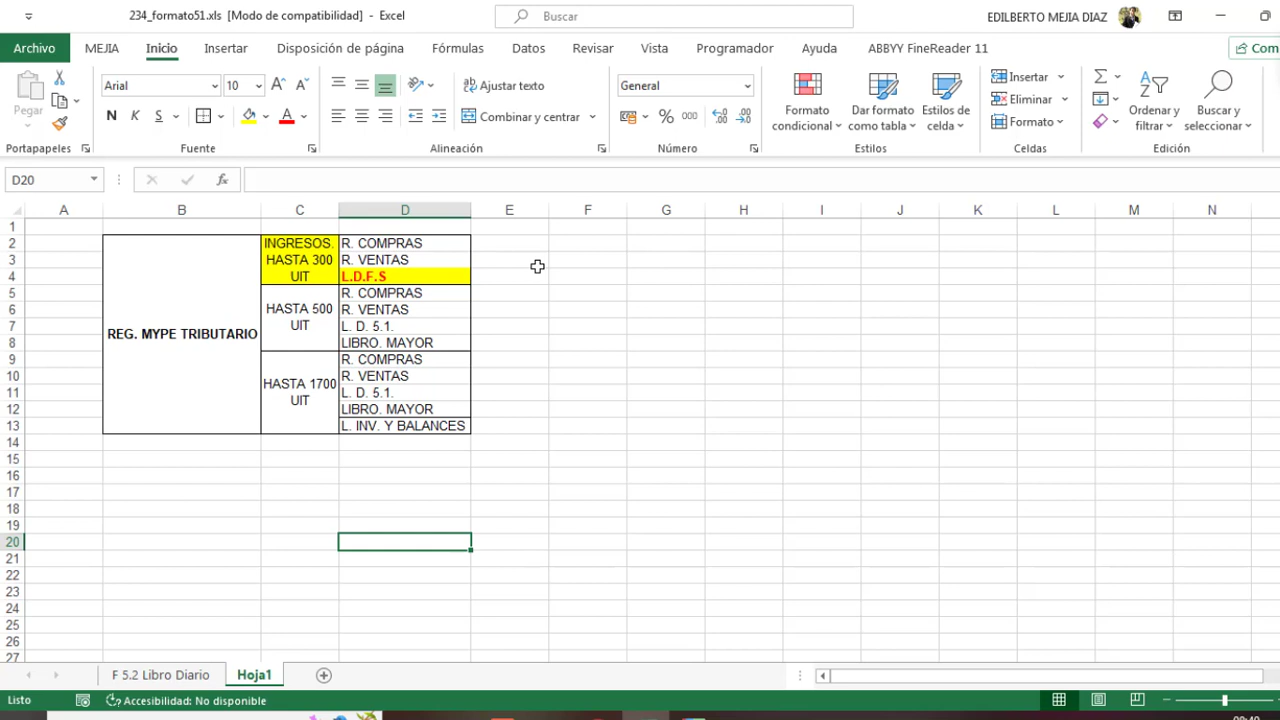 234_formato51.xls [Modo de compatibilidad] - Excel
Buscar
EDILBERTO MEJIA DIAZ
Archivo MEJIA Inicio Insertar Disposición de página Fórmulas Datos Revisar Vista Programador Ayuda ABBYY FineReader 11 Com
Pegar
Arial 10
N K S
Ajustar texto
Combinar y centrar
General
% 000
Formato condicional
Dar formato como tabla
Estilos de celda
Insertar
Eliminar
Formato
Ordenar y filtrar
Buscar y seleccionar
Portapapeles Fuente Alineación Número Estilos Celdas Edición
D20 fx
A B C D E F G H I J K L M N
1
2 INGRESOS. R. COMPRAS
3 HASTA 300 R. VENTAS
4 UIT L.D.F.S
5 R. COMPRAS
6 HASTA 500 R. VENTAS
7 UIT L. D. 5.1.
REG. MYPE TRIBUTARIO
8 LIBRO. MAYOR
9 R. COMPRAS
10 HASTA 1700 R. VENTAS
11 UIT L. D. 5.1.
12 LIBRO. MAYOR
13 L. INV. Y BALANCES
14
15
16
17
18
19
20
21
22
23
24
25
26
27
F 5.2 Libro Diario Hoja1
Listo Accesibilidad: No disponible